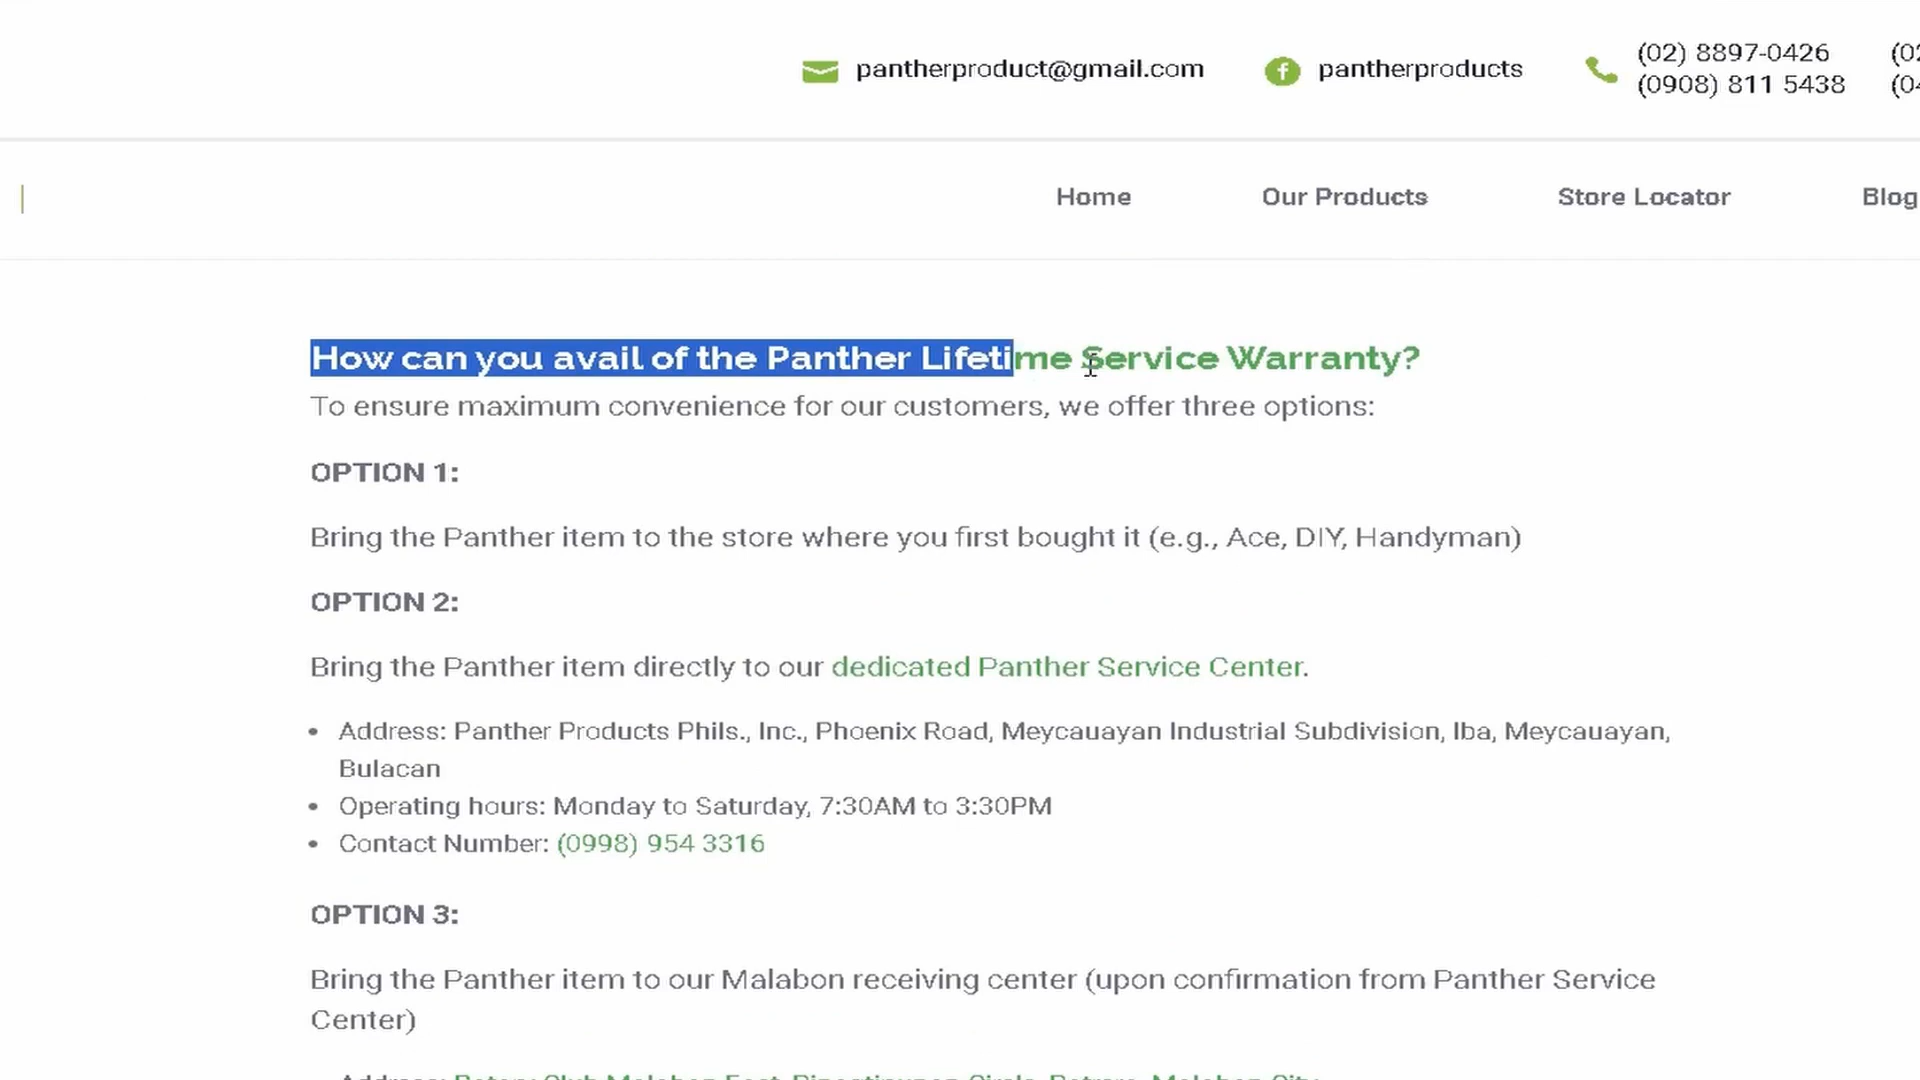 pantherproduct@gmail.com
pantherproducts
(02) 8897-0426
(0908) 811 5438
Home
Our Products
Store Locator
Blog
How can you avail of the Panther Lifetime Service Warranty?
To ensure maximum convenience for our customers, we offer three options:
OPTION 1:
Bring the Panther item to the store where you first bought it (e.g., Ace, DIY, Handyman)
OPTION 2:
Bring the Panther item directly to our dedicated Panther Service Center.
• Address: Panther Products Phils., Inc., Phoenix Road, Meycauayan Industrial Subdivision, Iba, Meycauayan,
Bulacan
• Operating hours: Monday to Saturday, 7:30AM to 3:30PM
• Contact Number: (0998) 954 3316
OPTION 3:
Bring the Panther item to our Malabon receiving center (upon confirmation from Panther Service
Center)